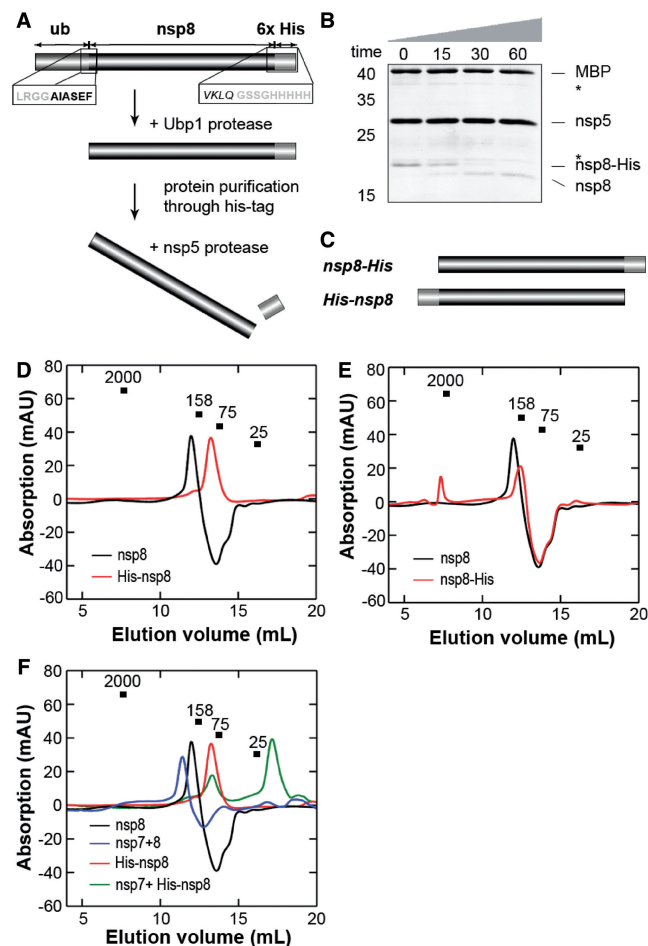 A
ub nsp8 6x His
LRGGAIASEF VKLQ GSSGHHHHH
+ Ubp1 protease
protein purification
through his-tag
+ nsp5 protease
B
time 0 15 30 60
40
35
25
15
MBP
*
nsp5
*
nsp8-His
nsp8
C
nsp8-His
His-nsp8
D
80
60
40
20
0
-20
-40
-60
Absorption (mAU)
2000
158
75
25
nsp8
His-nsp8
5 10 15 20
Elution volume (mL)
E
80
60
40
20
0
-20
-40
-60
Absorption (mAU)
2000
158
75
25
nsp8
nsp8-His
5 10 15 20
Elution volume (mL)
F
80
60
40
20
0
-20
-40
-60
Absorption (mAU)
2000
158
75
25
nsp8
nsp7+8
His-nsp8
nsp7+ His-nsp8
5 10 15 20
Elution volume (mL)